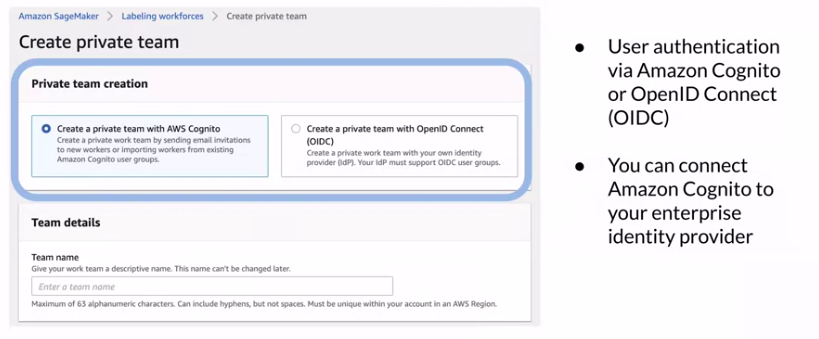 Amazon SageMaker > Labeling workforces > Create private team
Create private team
Private team creation
Create a private team with AWS Cognito
Create a private work team by sending email invitations
to new workers or importing workers from existing
Amazon Cognito user groups.
Create a private team with OpenID Connect
(OIDC)
Create a private work team with your own identity
provider (IdP). Your IdP must support OIDC user groups.
Team details
Team name
Give your work team a descriptive name. This name can't be changed later.
Enter a team name
Maximum of 63 alphanumeric characters. Can include hyphens, but not spaces. Must be unique within your account in an AWS Region.
● User authentication
via Amazon Cognito
or OpenID Connect
(OIDC)
● You can connect
Amazon Cognito to
your enterprise
identity provider